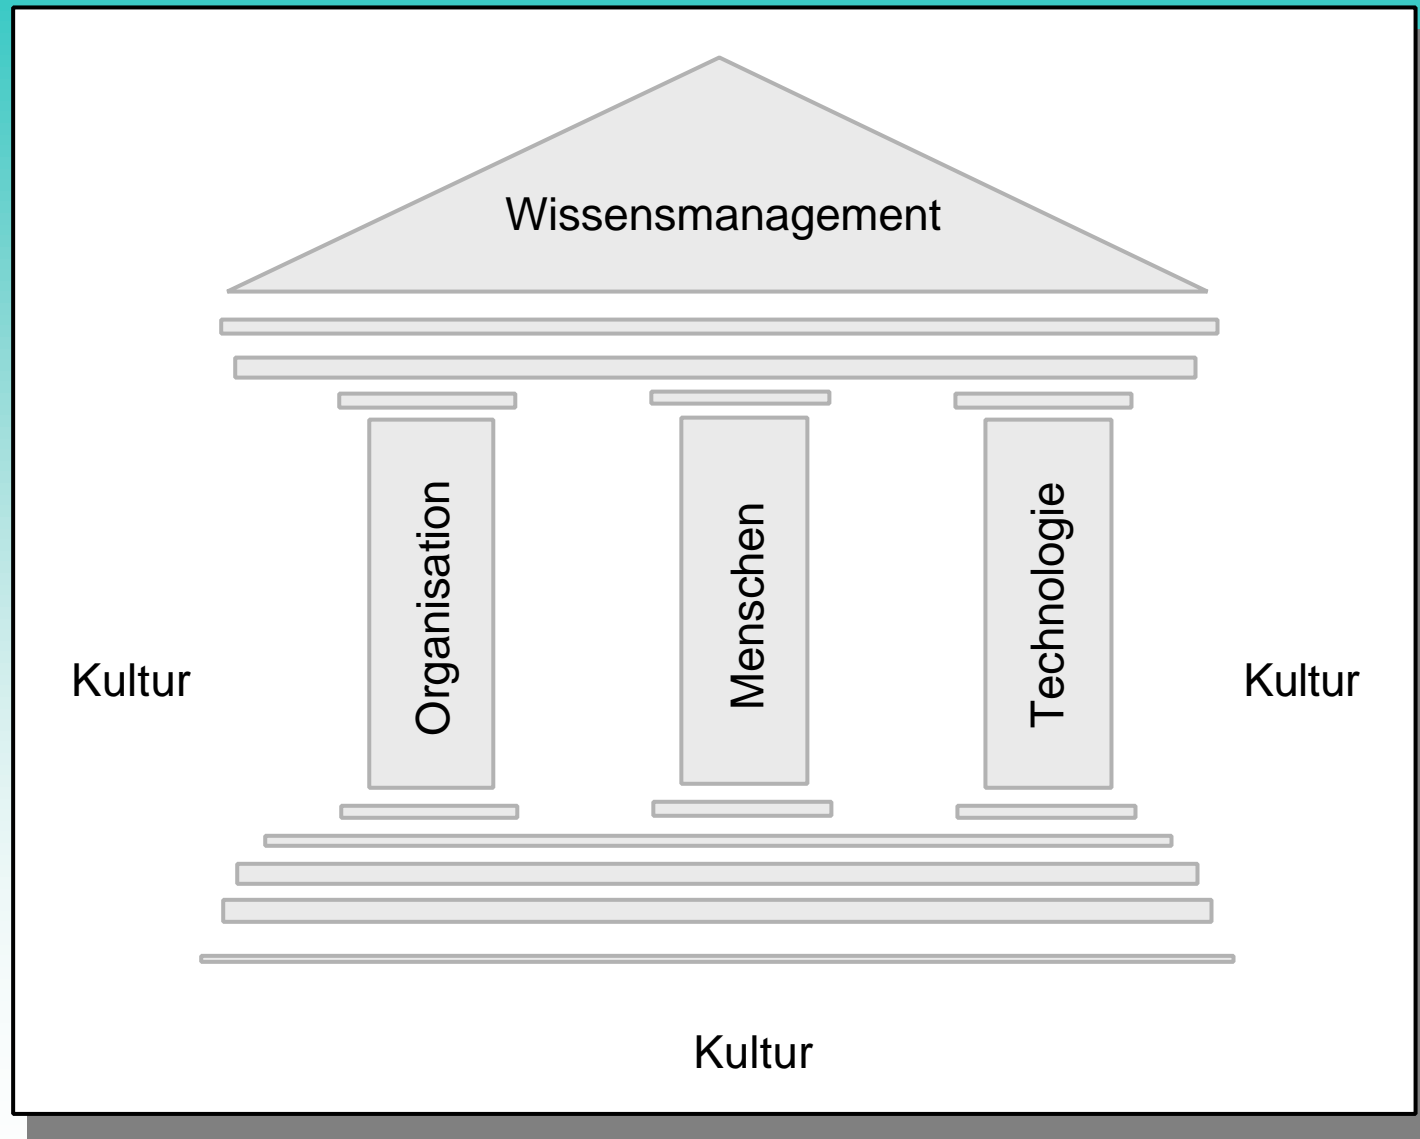 Wissensmanagement
Organisation
Menschen
Technologie
Kultur
Kultur
Kultur